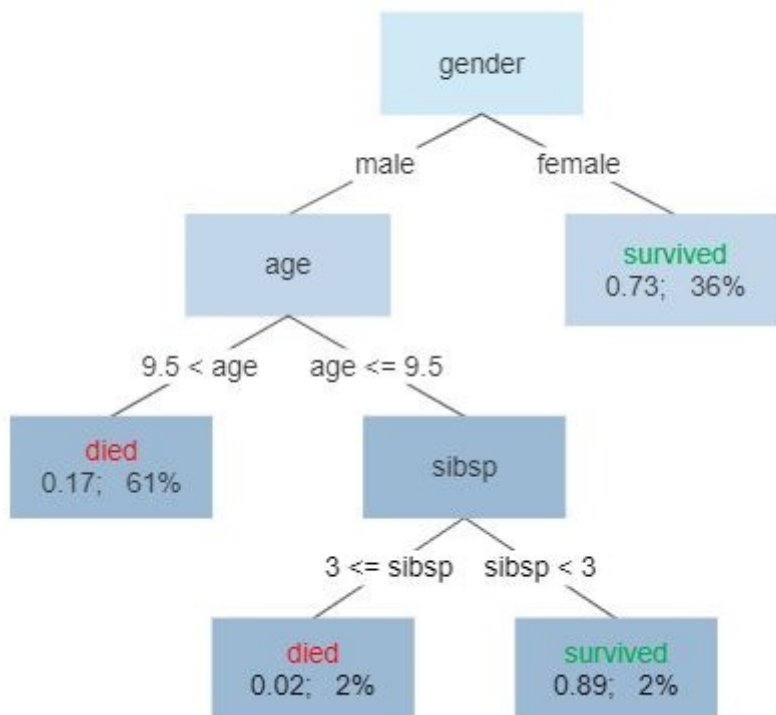 gender
male
female
age
survived
0.73; 36%
9.5 < age
age <= 9.5
died
0.17; 61%
sibsp
3 <= sibsp
sibsp < 3
died
0.02; 2%
survived
0.89; 2%